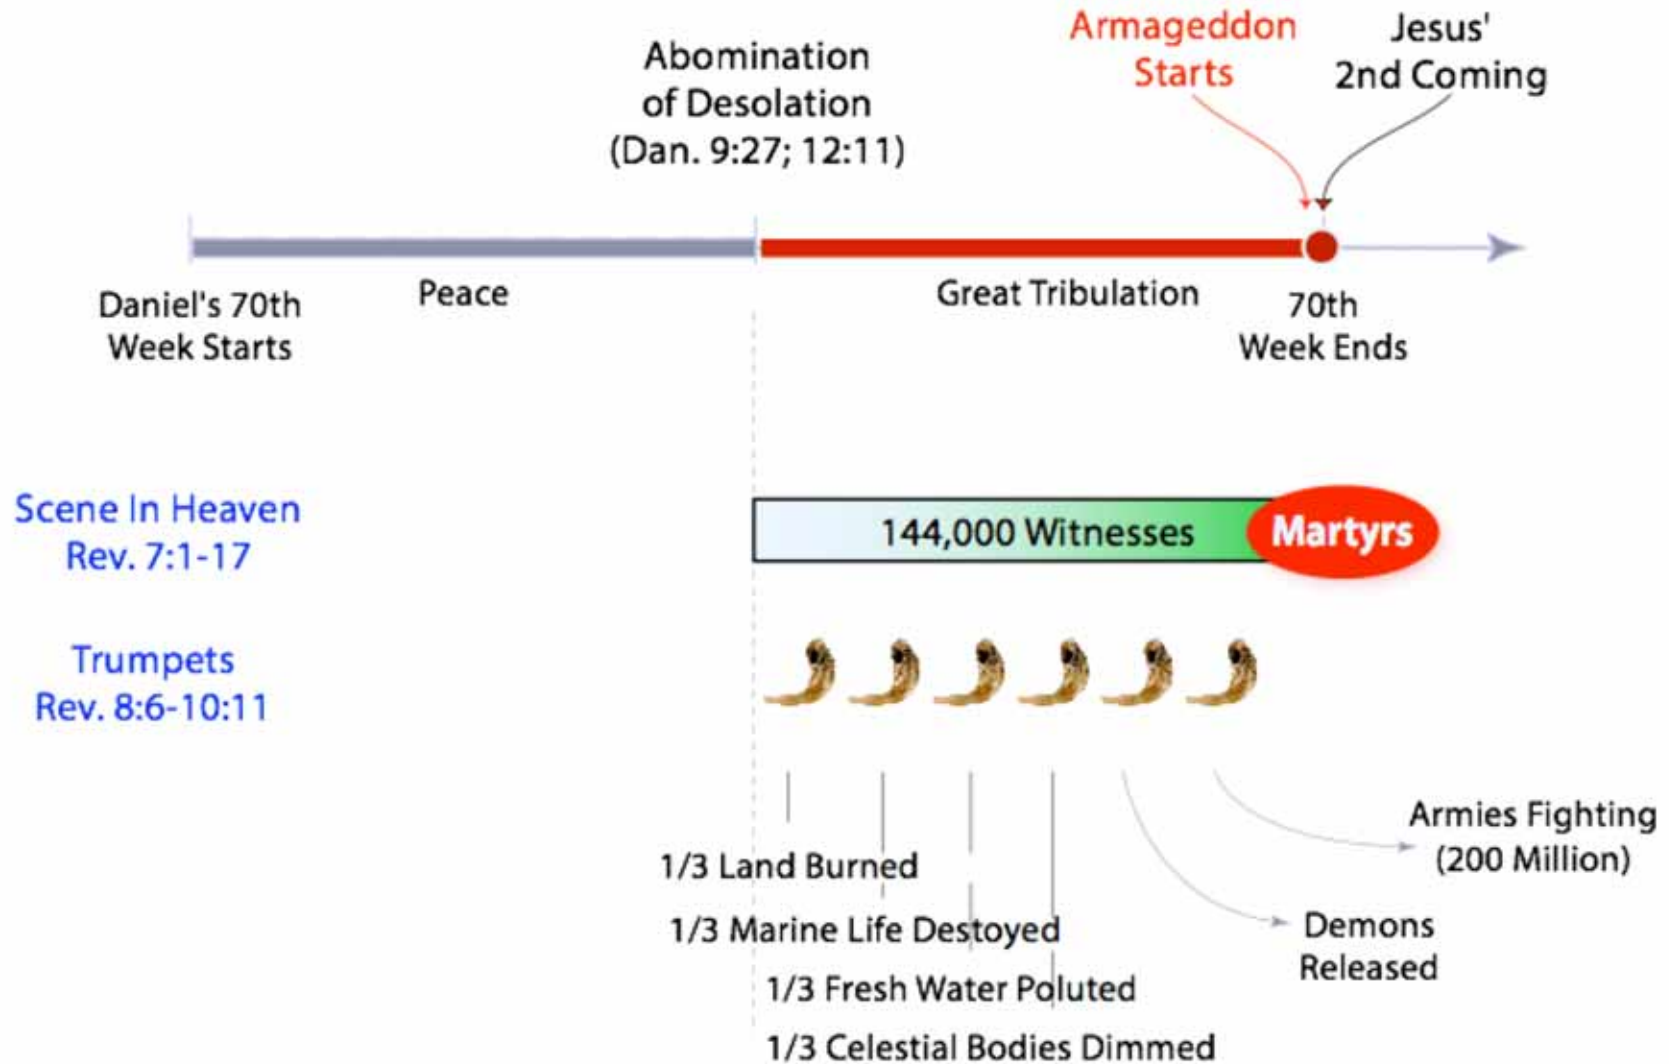 Armageddon
Starts
Jesus'
2nd Coming
Abomination
of Desolation
(Dan. 9:27; 12:11)
Daniel's 70th
Week Starts
Peace
Great Tribulation
70th
Week Ends
Scene In Heaven
Rev. 7:1-17
144,000 Witnesses
Martyrs
Trumpets
Rev. 8:6-10:11
1/3 Land Burned
1/3 Marine Life Destoyed
1/3 Fresh Water Poluted
1/3 Celestial Bodies Dimmed
Armies Fighting
(200 Million)
Demons
Released